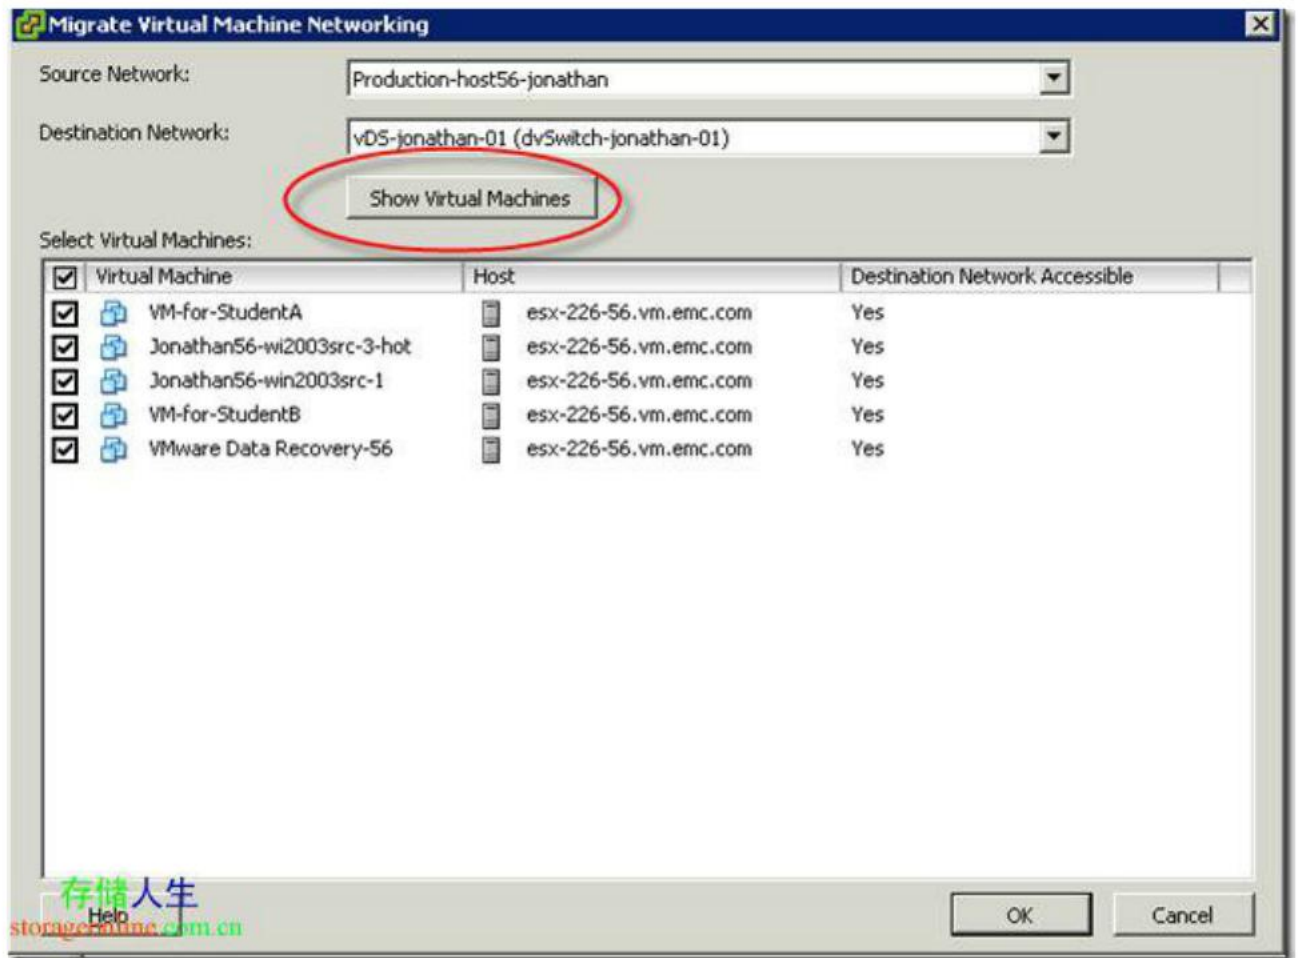 Migrate Virtual Machine Networking
Source Network: Production-host56-jonathan
Destination Network: vDS-jonathan-01 (dvSwitch-jonathan-01)
Show Virtual Machines
Select Virtual Machines:
Virtual Machine Host Destination Network Accessible
VM-for-StudentA esx-226-56.vm.emc.com Yes
Jonathan56-wi2003src-3-hot esx-226-56.vm.emc.com Yes
Jonathan56-win2003src-1 esx-226-56.vm.emc.com Yes
VM-for-StudentB esx-226-56.vm.emc.com Yes
VMware Data Recovery-56 esx-226-56.vm.emc.com Yes
存储人生
Help OK Cancel
storageonline.com.cn